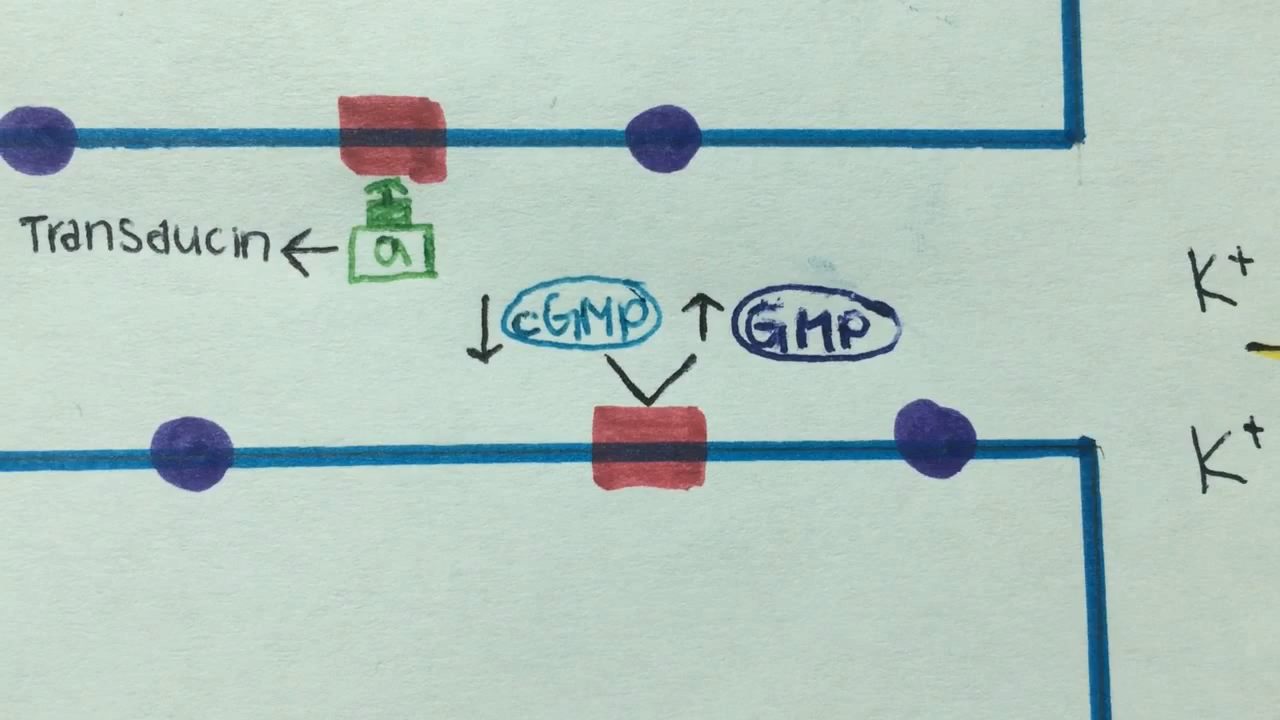 Transducin ← a
↓ cGMP ↑ GMP
K+
K+